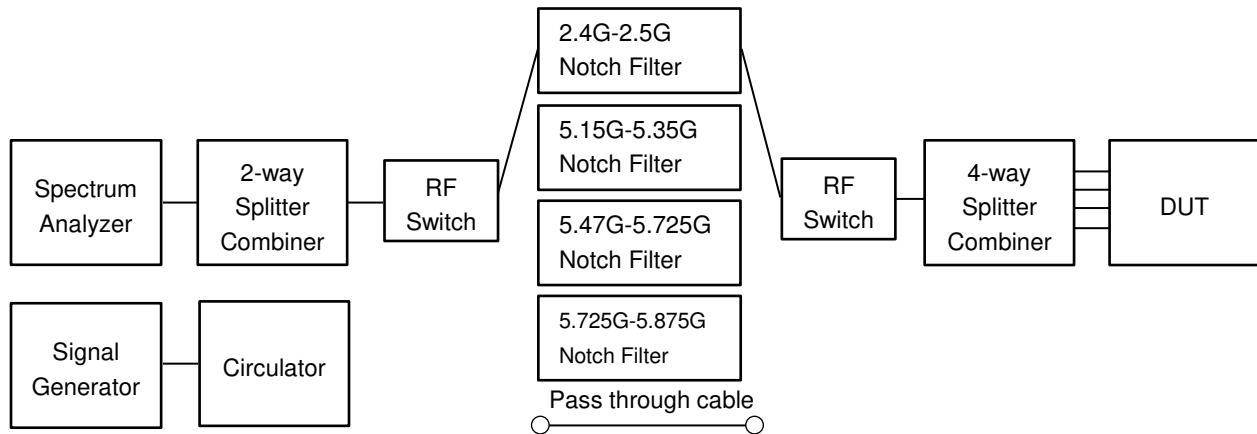 2.4G-2.5G
Notch Filter
5.15G-5.35G
Notch Filter
Spectrum
Analyzer
2-way
Splitter
Combiner
RF
Switch
RF
Switch
4-way
Splitter
Combiner
DUT
5.47G-5.725G
Notch Filter
5.725G-5.875G
Notch Filter
Signal
Generator
Circulator
Pass through cable